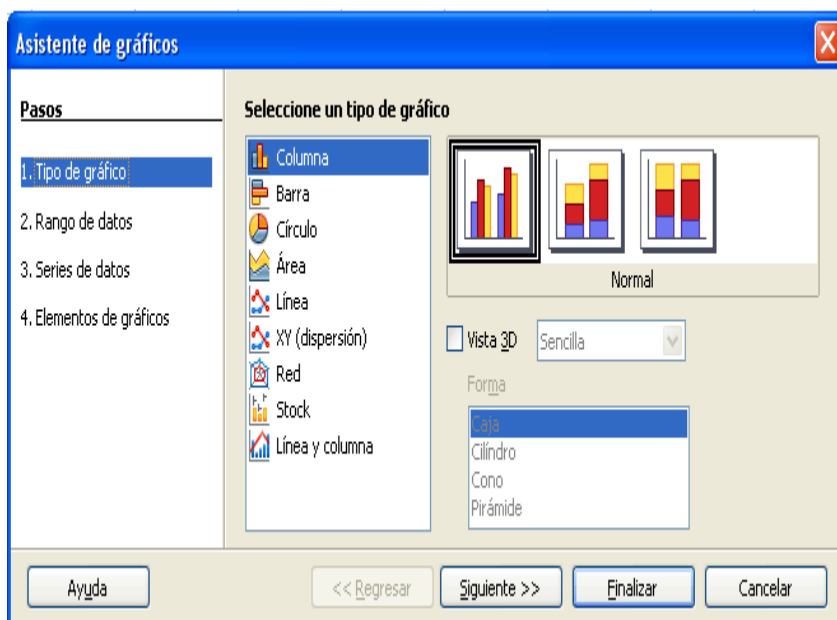 Asistente de gráficos
Pasos
1. Tipo de gráfico
2. Rango de datos
3. Series de datos
4. Elementos de gráficos
Seleccione un tipo de gráfico
Columna
Barra
Círculo
Área
Línea
XY (dispersión)
Red
Stock
Línea y columna
Normal
Vista 3D
Sencilla
Forma
Caja
Cilíndro
Cono
Pirámide
Ayuda
<< Regresar
Siguiente >>
Finalizar
Cancelar